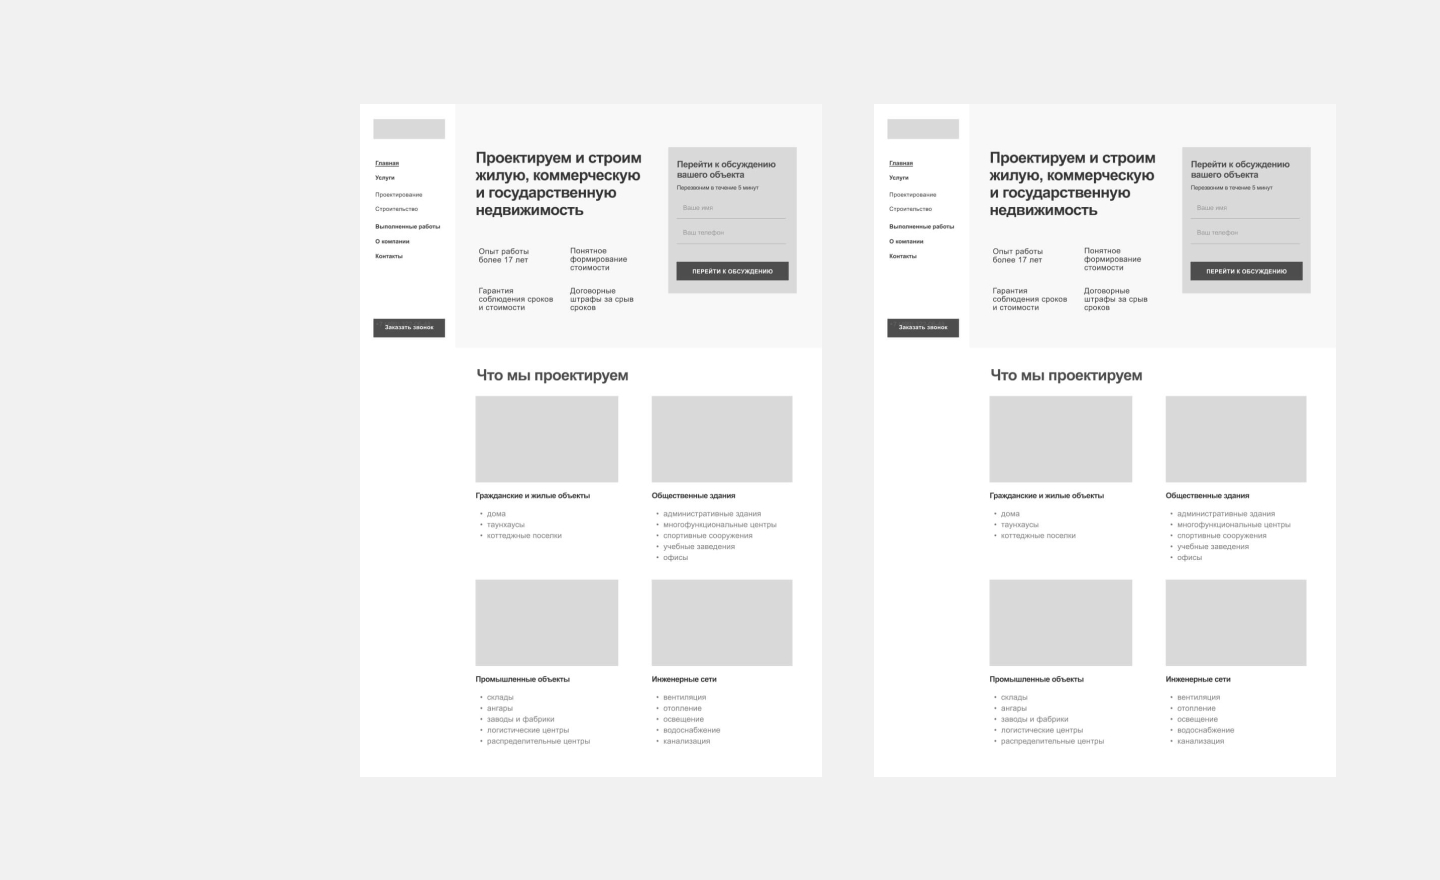 Главная
Услуги
Проектирование
Строительство
Выполненные работы
О компании
Контакты
Заказать звонок
Проектируем и строим
жилую, коммерческую
и государственную
недвижимость
Опыт работы
более 17 лет
Понятное
формирование
стоимости
Гарантия
соблюдения сроков
и стоимости
Договорные
штрафы за срыв
сроков
Перейти к обсуждению
вашего объекта
Перезвоним в течение 5 минут
Ваше имя
Ваш телефон
ПЕРЕЙТИ К ОБСУЖДЕНИЮ
Что мы проектируем
Гражданские и жилые объекты
• дома
• таунхаусы
• коттеджные поселки
Общественные здания
• административные здания
• многофункциональные центры
• спортивные сооружения
• учебные заведения
• офисы
Промышленные объекты
• склады
• ангары
• заводы и фабрики
• логистические центры
• распределительные центры
Инженерные сети
• вентиляция
• отопление
• освещение
• водоснабжение
• канализация
Главная
Услуги
Проектирование
Строительство
Выполненные работы
О компании
Контакты
Заказать звонок
Проектируем и строим
жилую, коммерческую
и государственную
недвижимость
Опыт работы
более 17 лет
Понятное
формирование
стоимости
Гарантия
соблюдения сроков
и стоимости
Договорные
штрафы за срыв
сроков
Перейти к обсуждению
вашего объекта
Перезвоним в течение 5 минут
Ваше имя
Ваш телефон
ПЕРЕЙТИ К ОБСУЖДЕНИЮ
Что мы проектируем
Гражданские и жилые объекты
• дома
• таунхаусы
• коттеджные поселки
Общественные здания
• административные здания
• многофункциональные центры
• спортивные сооружения
• учебные заведения
• офисы
Промышленные объекты
• склады
• ангары
• заводы и фабрики
• логистические центры
• распределительные центры
Инженерные сети
• вентиляция
• отопление
• освещение
• водоснабжение
• канализация